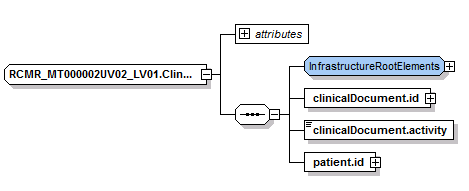 attributes
RCMR_MT000002UV02_LV01.Clin...
InfrastructureRootElements
clinicalDocument.id
clinicalDocument.activity
patient.id